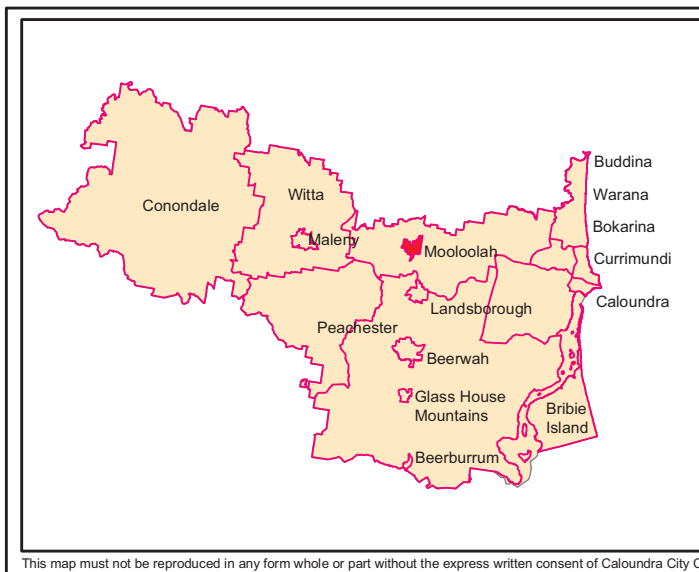 Buddina
Warana
Witta
Conondale
Bokarina
Maleny
Mooloolah
Currimundi
Landsborough
Caloundra
Peachester
Beerwah
Glass House
Mountains
Bribie
Island
Beerburrum
This map must not be reproduced in any form whole or part without the express written consent of Caloundra City C